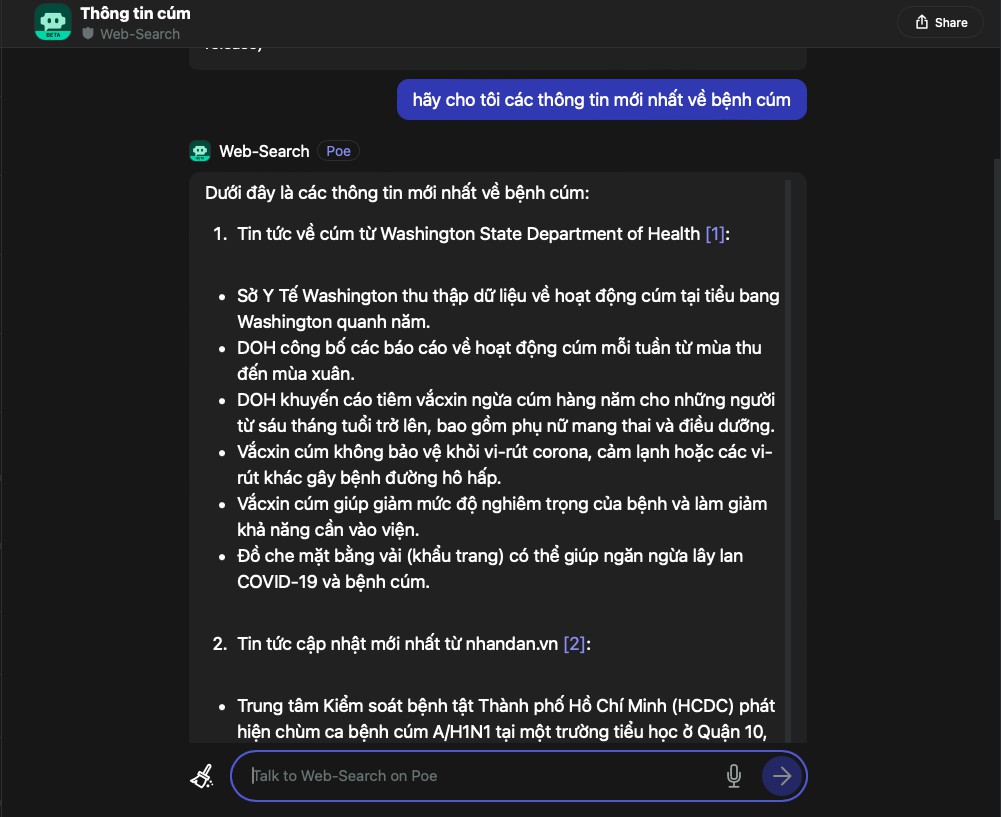 Thông tin cúm
Web-Search
BETA
Share
hãy cho tôi các thông tin mới nhất về bệnh cúm
Web-Search Poe
Dưới đây là các thông tin mới nhất về bệnh cúm:
1. Tin tức về cúm từ Washington State Department of Health [1]:
• Sở Y Tế Washington thu thập dữ liệu về hoạt động cúm tại tiểu bang
Washington quanh năm.
• DOH công bố các báo cáo về hoạt động cúm mỗi tuần từ mùa thu
đến mùa xuân.
• DOH khuyến cáo tiêm vắcxin ngừa cúm hàng năm cho những người
từ sáu tháng tuổi trở lên, bao gồm phụ nữ mang thai và điều dưỡng.
• Vắcxin cúm không bảo vệ khỏi vi-rút corona, cảm lạnh hoặc các vi-
rút khác gây bệnh đường hô hấp.
• Vắcxin cúm giúp giảm mức độ nghiêm trọng của bệnh và làm giảm
khả năng cần vào viện.
• Đồ che mặt bằng vải (khẩu trang) có thể giúp ngăn ngừa lây lan
COVID-19 và bệnh cúm.
2. Tin tức cập nhật mới nhất từ nhandan.vn [2]:
• Trung tâm Kiểm soát bệnh tật Thành phố Hồ Chí Minh (HCDC) phát
hiện chùm ca bệnh cúm A/H1N1 tại một trường tiểu học ở Quận 10,
Talk to Web-Search on Poe